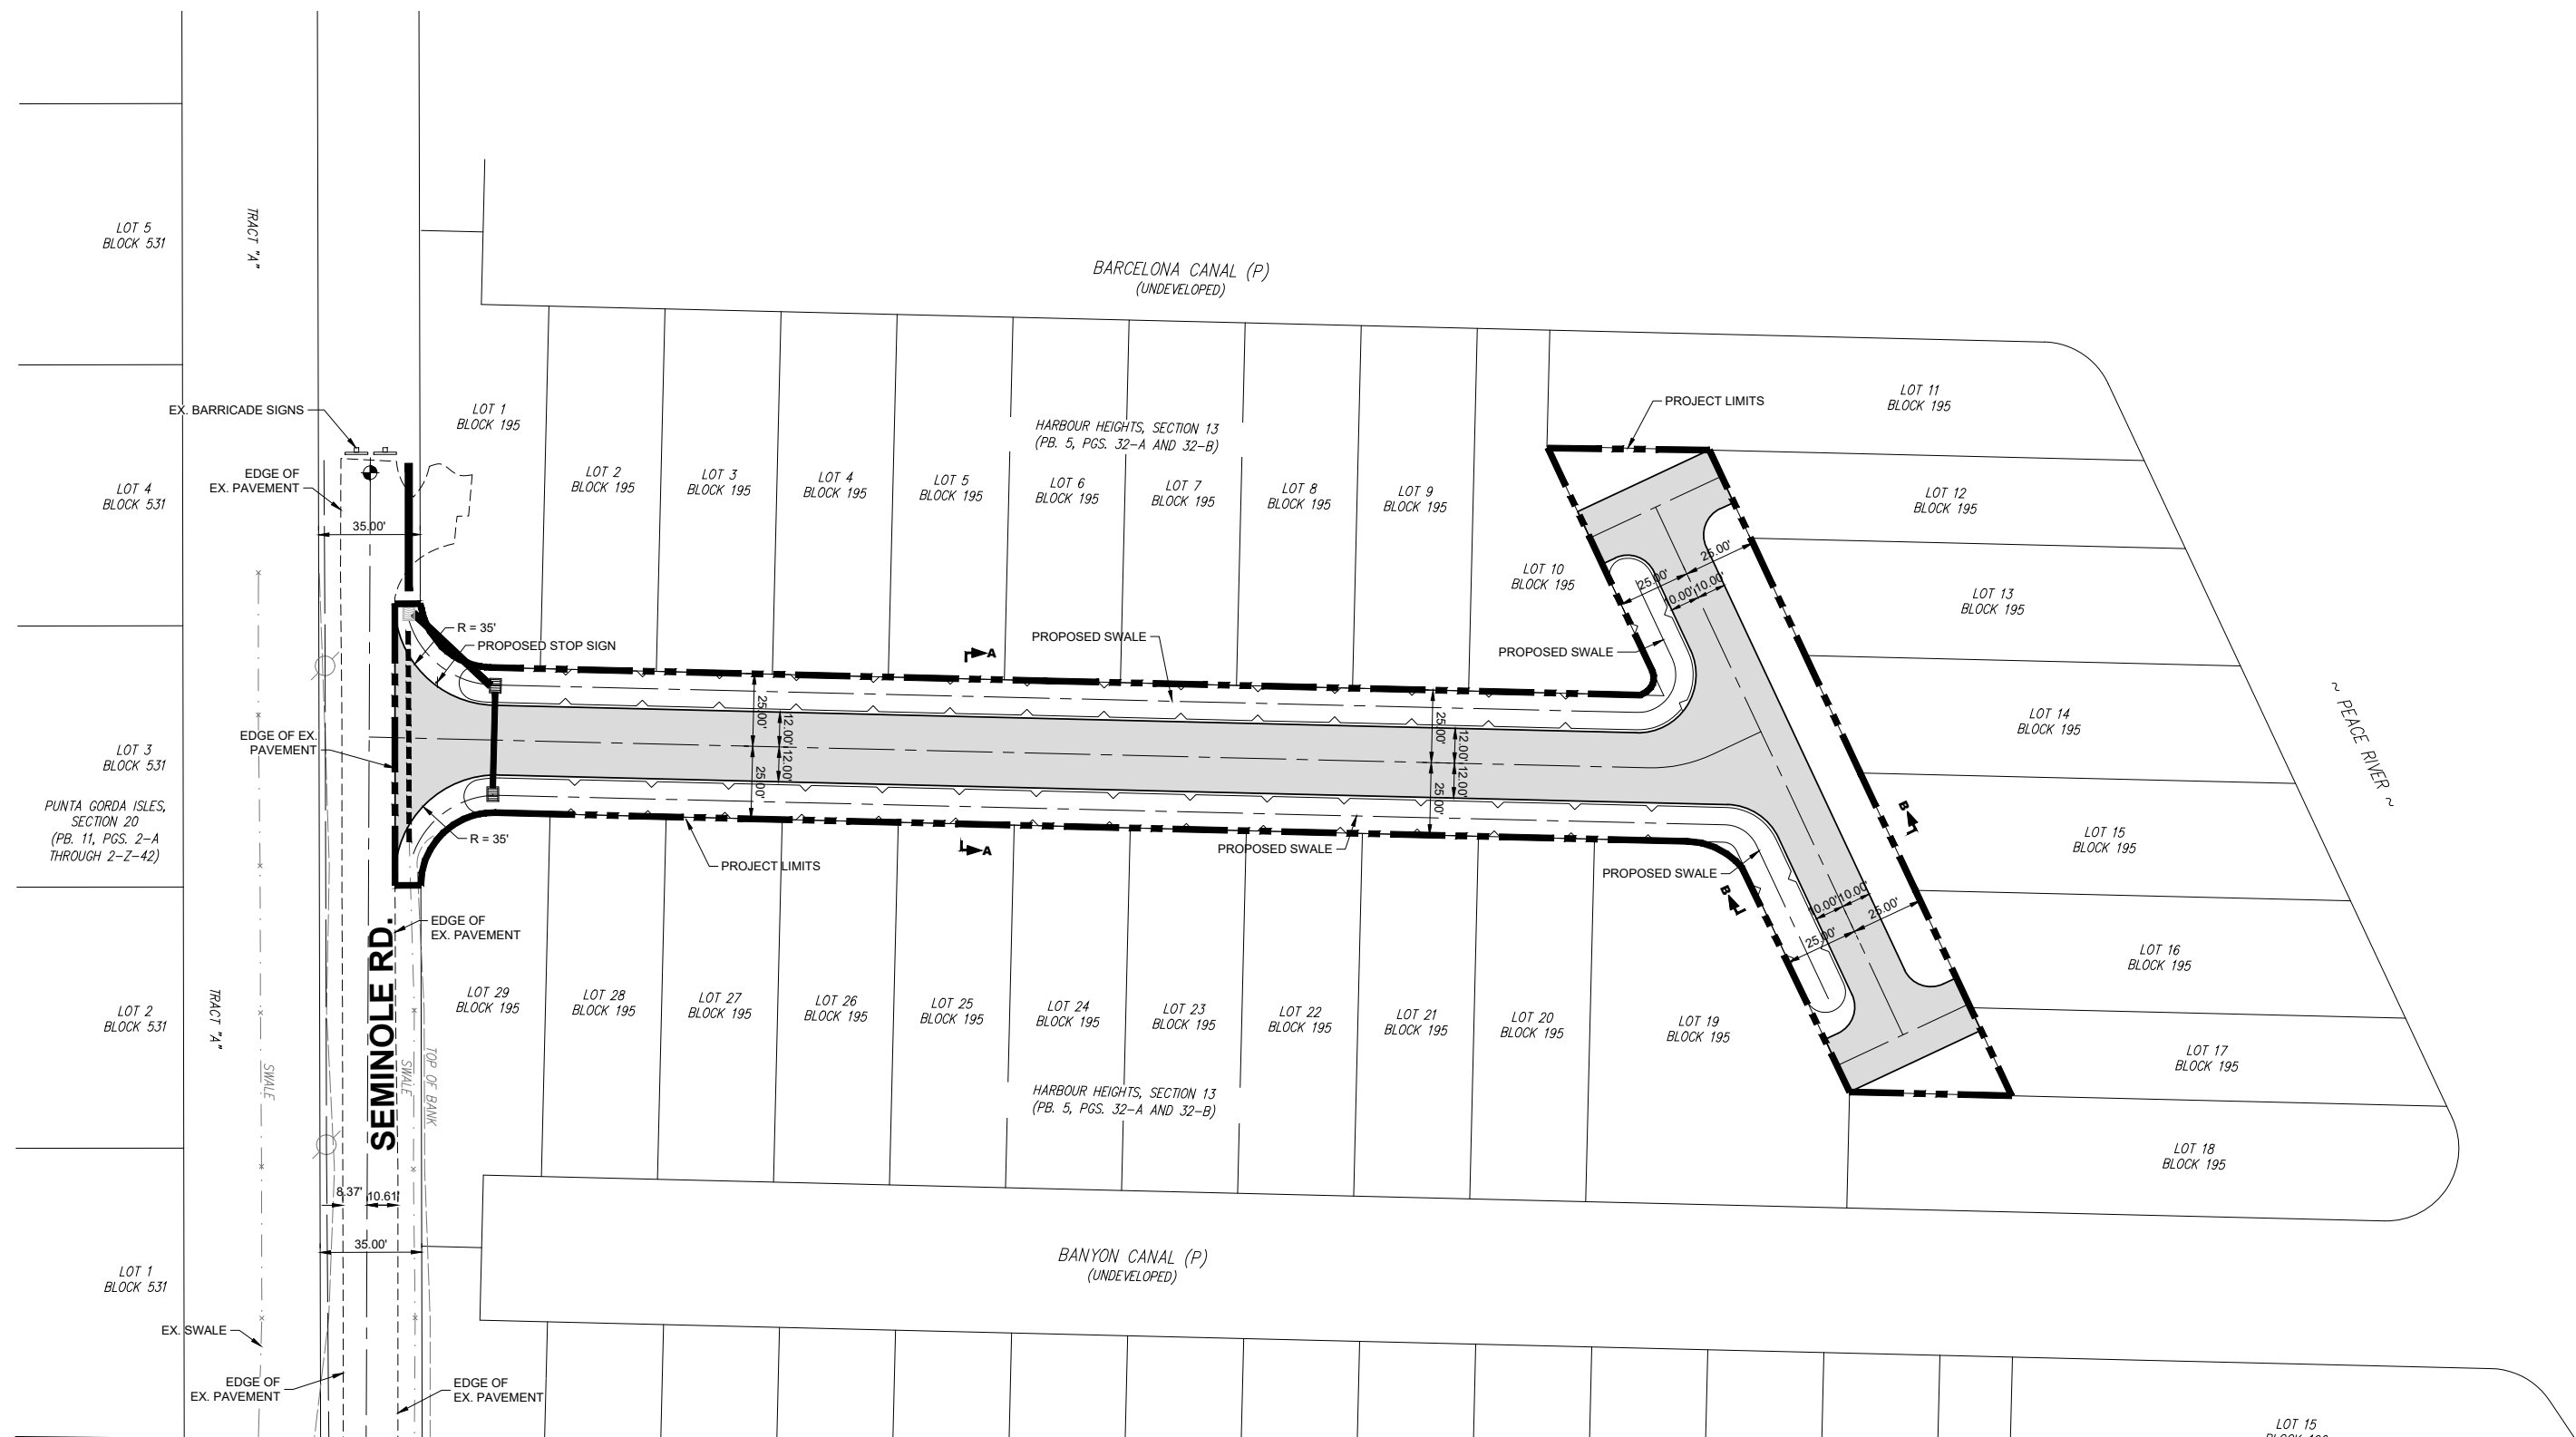 LOT 5
BLOCK 531
TRACT "A"
BARCELONA CANAL (P)
(UNDEVELOPED)
EX. BARRICADE SIGNS
LOT 1
BLOCK 195
HARBOUR HEIGHTS, SECTION 13
(PB. 5, PGS. 32-A AND 32-B)
PROJECT LIMITS
LOT 11
BLOCK 195
EDGE OF
EX. PAVEMENT
LOT 4
BLOCK 531
LOT 2
BLOCK 195
LOT 3
BLOCK 195
LOT 4
BLOCK 195
LOT 5
BLOCK 195
LOT 6
BLOCK 195
LOT 7
BLOCK 195
LOT 8
BLOCK 195
LOT 9
BLOCK 195
LOT 12
BLOCK 195
35.00'
25.00'
25.00'
10.00'
10.00'
LOT 10
BLOCK 195
LOT 13
BLOCK 195
R = 35'
PROPOSED STOP SIGN
A
PROPOSED SWALE
PROPOSED SWALE
LOT 14
BLOCK 195
~ PEACE RIVER ~
EDGE OF EX.
PAVEMENT
25.00'
12.00'
12.00'
25.00'
25.00'
12.00'
12.00'
25.00'
LOT 3
BLOCK 531
PUNTA GORDA ISLES,
SECTION 20
(PB. 11, PGS. 2-A
THROUGH 2-Z-42)
R = 35'
PROJECT LIMITS
A
PROPOSED SWALE
PROPOSED SWALE
B
B
LOT 15
BLOCK 195
10.00'
10.00'
25.00'
25.00'
EDGE OF
EX. PAVEMENT
SEMINOLE RD.
LOT 2
BLOCK 531
TRACT "A"
SWALE
SWALE
TOP OF BANK
LOT 29
BLOCK 195
LOT 28
BLOCK 195
LOT 27
BLOCK 195
LOT 26
BLOCK 195
LOT 25
BLOCK 195
LOT 24
BLOCK 195
LOT 23
BLOCK 195
LOT 22
BLOCK 195
LOT 21
BLOCK 195
LOT 20
BLOCK 195
LOT 19
BLOCK 195
LOT 16
BLOCK 195
LOT 17
BLOCK 195
HARBOUR HEIGHTS, SECTION 13
(PB. 5, PGS. 32-A AND 32-B)
LOT 18
BLOCK 195
8.37'
10.61'
35.00'
BANYON CANAL (P)
(UNDEVELOPED)
LOT 1
BLOCK 531
EX. SWALE
EDGE OF
EX. PAVEMENT
EDGE OF
EX. PAVEMENT
LOT 15